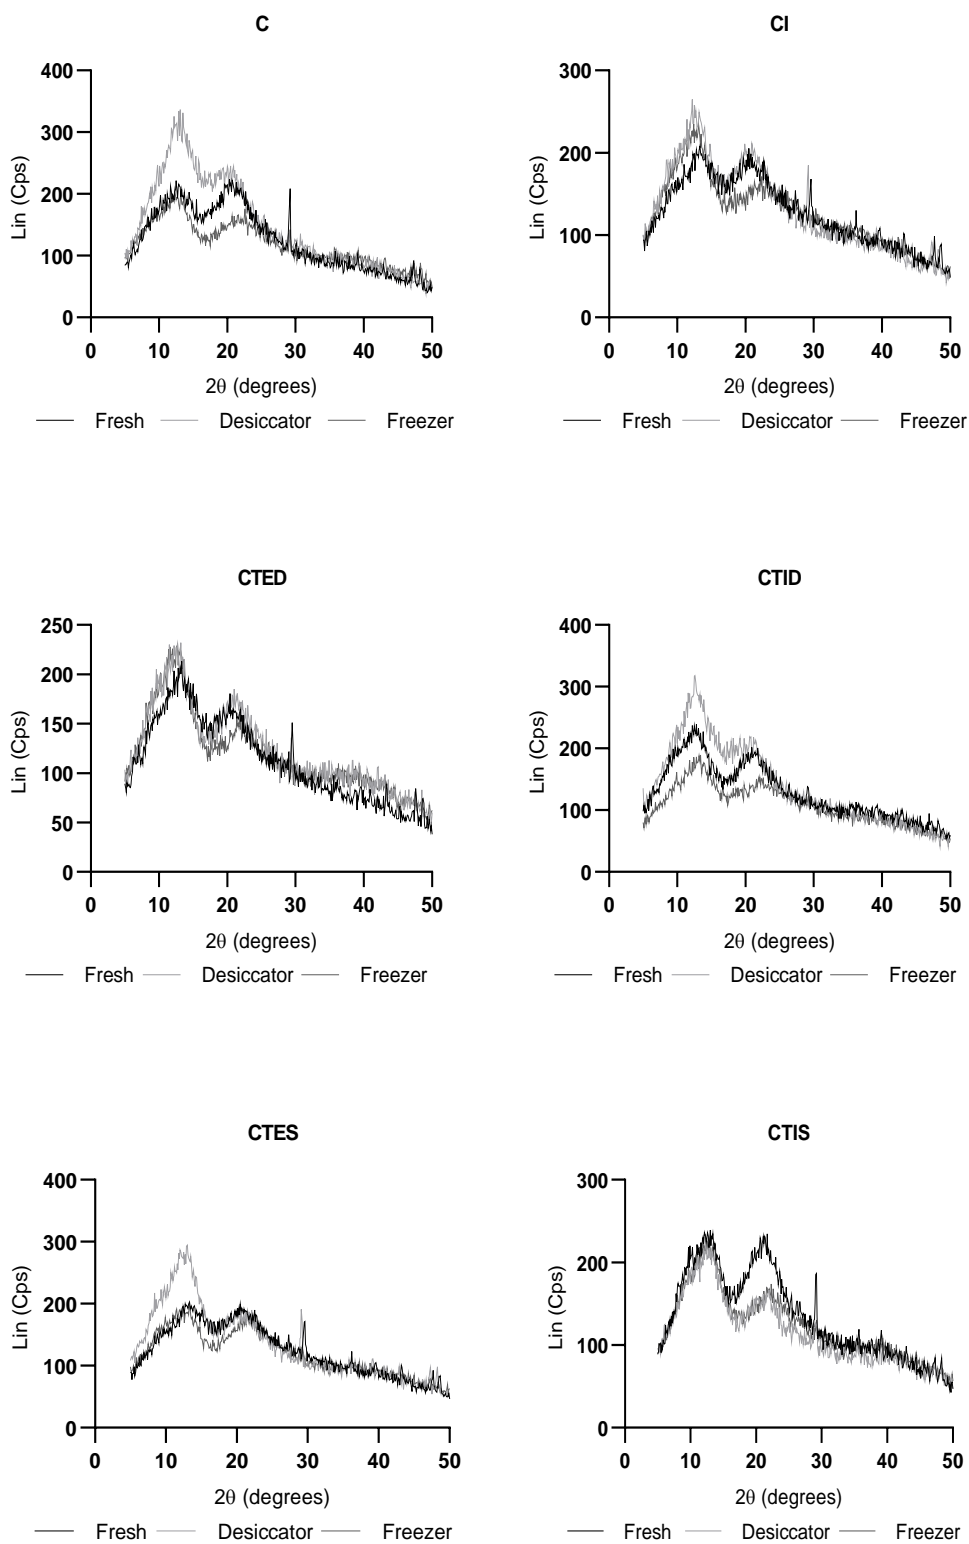 C
400
300
200
100
0
Lin (Cps)
0 10 20 30 40 50
2θ (degrees)
Fresh Desiccator Freezer
CI
300
200
100
0
Lin (Cps)
0 10 20 30 40 50
2θ (degrees)
Fresh Desiccator Freezer
CTED
250
200
150
100
50
0
Lin (Cps)
0 10 20 30 40 50
2θ (degrees)
Fresh Desiccator Freezer
CTID
400
300
200
100
0
Lin (Cps)
0 10 20 30 40 50
2θ (degrees)
Fresh Desiccator Freezer
CTES
400
300
200
100
0
Lin (Cps)
0 10 20 30 40 50
2θ (degrees)
Fresh Desiccator Freezer
CTIS
300
200
100
0
Lin (Cps)
0 10 20 30 40 50
2θ (degrees)
Fresh Desiccator Freezer